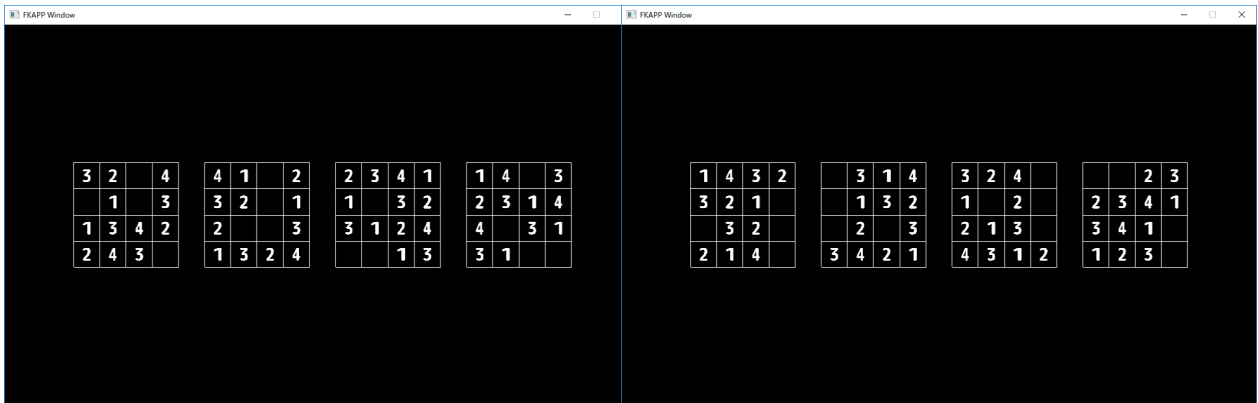 FKAPP Window
3 2 4 4 1 2 2 3 4 1 1 4 3
1 3 3 2 1 1 3 2 2 3 1 4
1 3 4 2 2 3 3 1 2 4 4 3 1
2 4 3 1 3 2 4 1 3 3 1
FKAPP Window
1 4 3 2 3 1 4 3 2 4 2 3
3 2 1 1 3 2 1 2 2 3 4 1
3 2 2 3 2 1 3 3 4 1
2 1 4 3 4 2 1 4 3 1 2 1 2 3